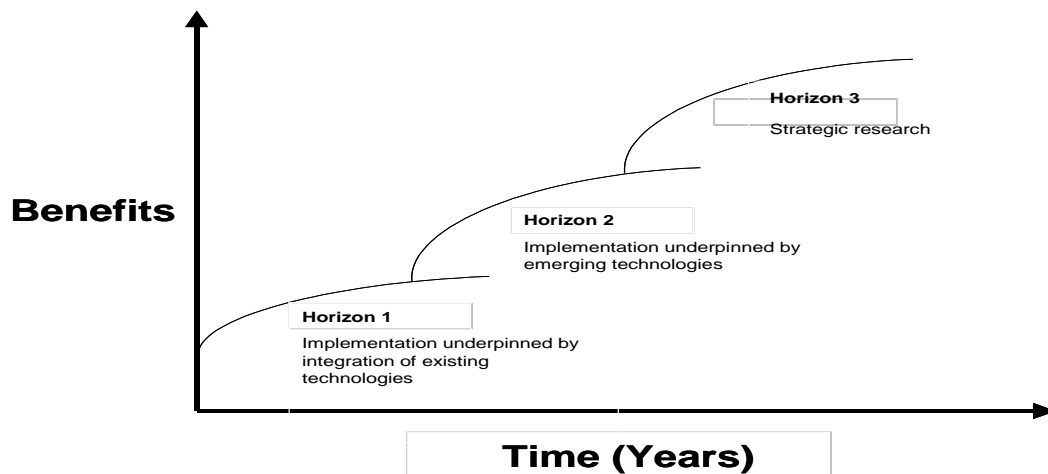 Benefits
Horizon 3
Strategic research
Horizon 2
Implementation underpinned by
emerging technologies
Horizon 1
Implementation underpinned by
integration of existing
technologies
Time (Years)